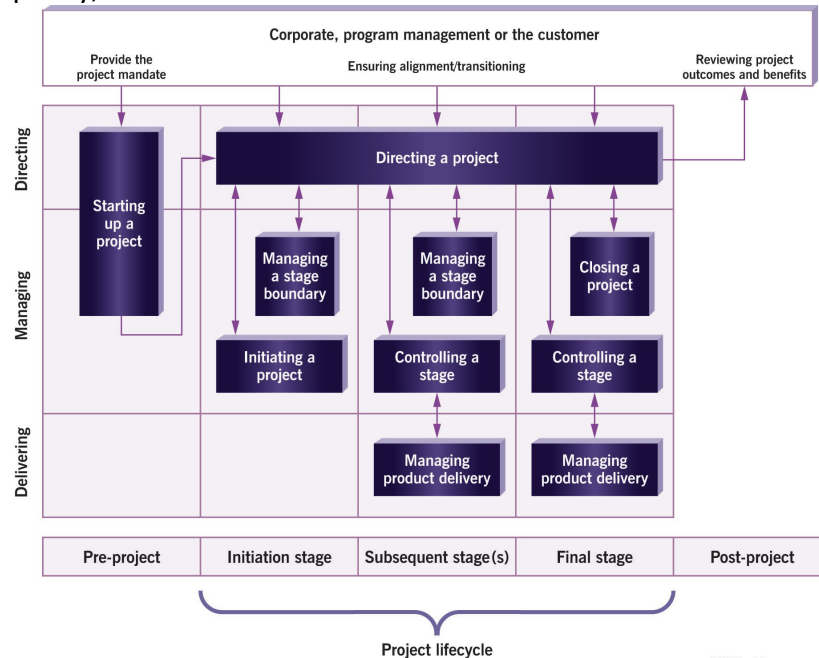 Corporate, program management or the customer
Provide the
project mandate
Ensuring alignment/transitioning
Reviewing project
outcomes and benefits
Directing
Directing a project
Starting
up a
project
Managing
Managing
a stage
boundary
Managing
a stage
boundary
Closing a
project
Initiating a
project
Controlling a
stage
Controlling a
stage
Delivering
Managing
product delivery
Managing
product delivery
Pre-project
Initiation stage
Subsequent stage(s)
Final stage
Post-project
Project lifecycle